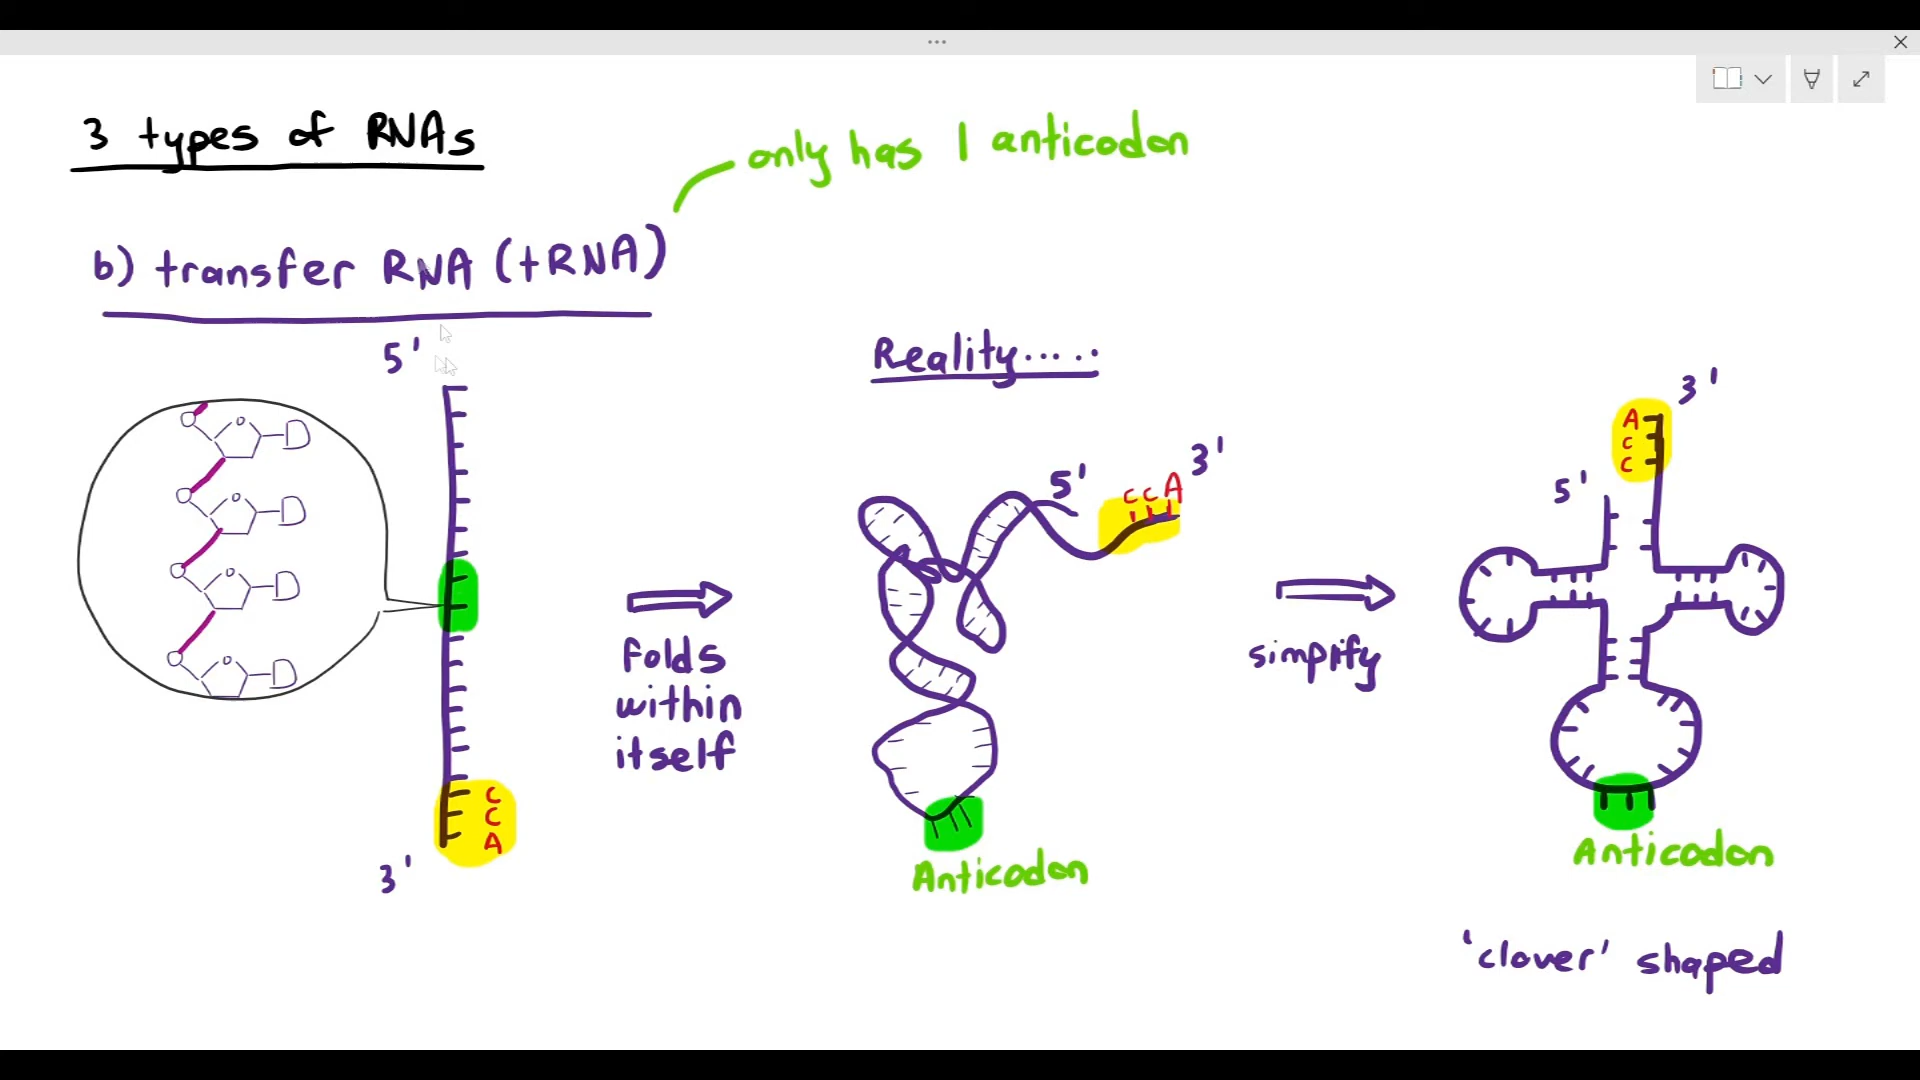 3 types of RNAs
only has 1 anticodon
b) transfer RNA (tRNA)
5'
C
C
A
3'
folds
within
itself
Reality.....
5'
C C A
3'
Anticodon
simplify
3'
A
C
C
5'
Anticodon
'clover' shaped